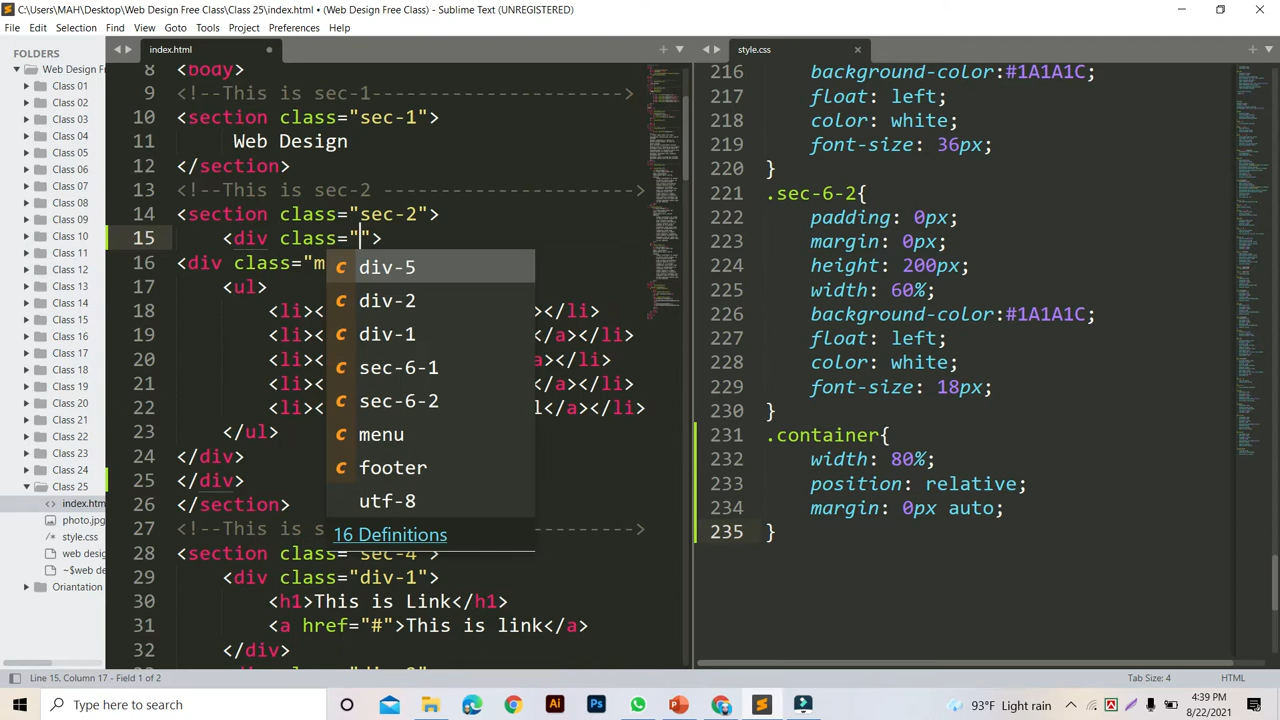 C:\Users\MAH\Desktop\Web Design Free Class\Class 25\index.html • (Web Design Free Class) - Sublime Text (UNREGISTERED)
File Edit Selection Find View Goto Tools Project Preferences Help
FOLDERS
Web Design Fr
Class 01
Class 02
Class 03
Class 04
Class 05
Class 06
Class 07
Class 08
Class 09
Class 10
Class 11
Class 12
Class 13
Class 14
Class 15
Class 16
Class 17
Class 18
Class 19
Class 20
Class 21
Class 22
Class 23
Class 24
Class 25
index.htm
photo.jpg
style.css
web desig
~$web de
Oriantation
index.html
8 <body>
9 <!--This is sec-1----------------------->
10 <section class="sec-1">
11 Web Design
12 </section>
13 <!--This is sec-2 ----------------------->
14 <section class="sec-2">
15 <div class="">
16 <div class="m
17 <ul>
18 <li>< ></li>
19 <li>< a></li>
20 <li>< a></li>
21 <li>< </a></li>
22 <li>< </a></li>
23 </ul>
24 </div>
25 </div>
26 </section>
27 <!--This is s ---------->
28 <section class="sec-4">
29 <div class="div-1">
30 <h1>This is Link</h1>
31 <a href="#">This is link</a>
32 </div>
c div-5
c div-2
c div-1
c sec-6-1
c sec-6-2
c menu
c footer
utf-8
16 Definitions
style.css
216 background-color:#1A1A1C;
217 float: left;
218 color: white;
219 font-size: 36px;
220 }
221 .sec-6-2{
222 padding: 0px;
223 margin: 0px;
224 height: 200px;
225 width: 60%;
226 background-color:#1A1A1C;
227 float: left;
228 color: white;
229 font-size: 18px;
230 }
231 .container{
232 width: 80%;
233 position: relative;
234 margin: 0px auto;
235 }
Line 15, Column 17 - Field 1 of 2
Tab Size: 4
HTML
Type here to search
93°F Light rain
4:39 PM
8/22/2021